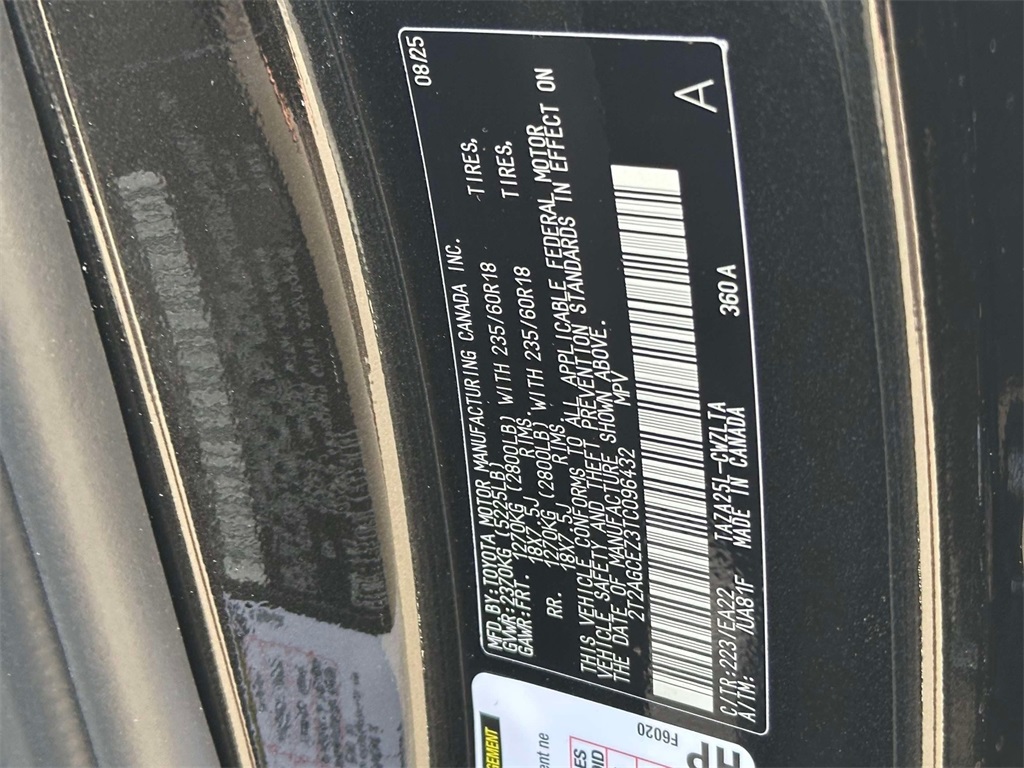 MFD.BY:TOYOTA MOTOR MANUFACTURING CANADA INC. 08/25
GVWR:2370KG (5225LB)
GAWR:FRT. 1270KG (2800LB) WITH 235/60R18 TIRES,
18X7.5J RIMS.
RR. 1270KG (2800LB) WITH 235/60R18 TIRES,
18X7.5J RIMS.
THIS VEHICLE CONFORMS TO ALL APPLICABLE FEDERAL MOTOR
VEHICLE SAFETY AND THEFT PREVENTION STANDARDS IN EFFECT ON
THE DATE OF MANUFACTURE SHOWN ABOVE.
2T2AGCEZ3TC096432 MPV
A
C/TR:223/EA22 TAZA25L-CWZLTA 360A
A/TM: /UA81F MADE IN CANADA
F6020